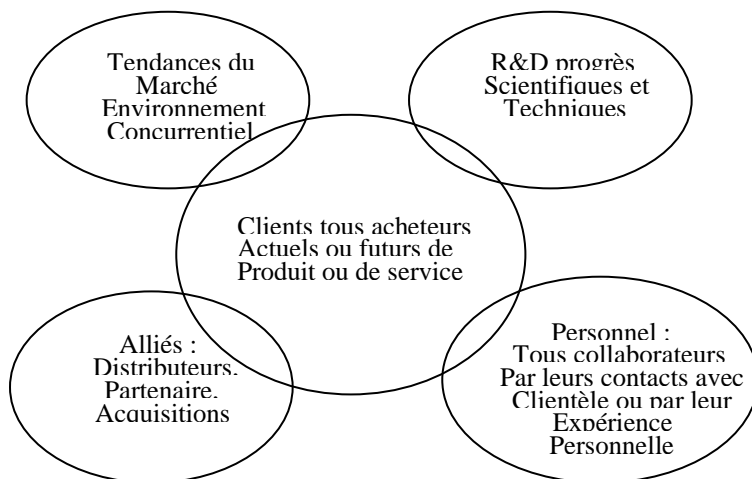 Tendances du
Marché
Environnement
Concurrentiel
R&D progrès
Scientifiques et
Techniques
Clients tous acheteurs
Actuels ou futurs de
Produit ou de service
Alliés :
Distributeurs.
Partenaire.
Acquisitions
Personnel :
Tous collaborateurs
Par leurs contacts avec
Clientèle ou par leur
Expérience
Personnelle